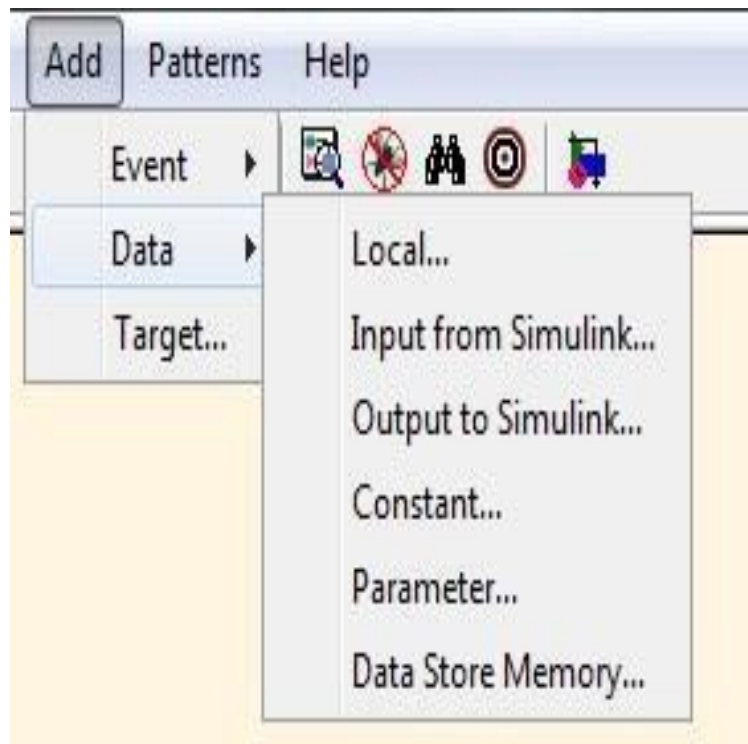 Add Patterns Help
Event
Data
Target...
Local...
Input from Simulink...
Output to Simulink...
Constant...
Parameter...
Data Store Memory...